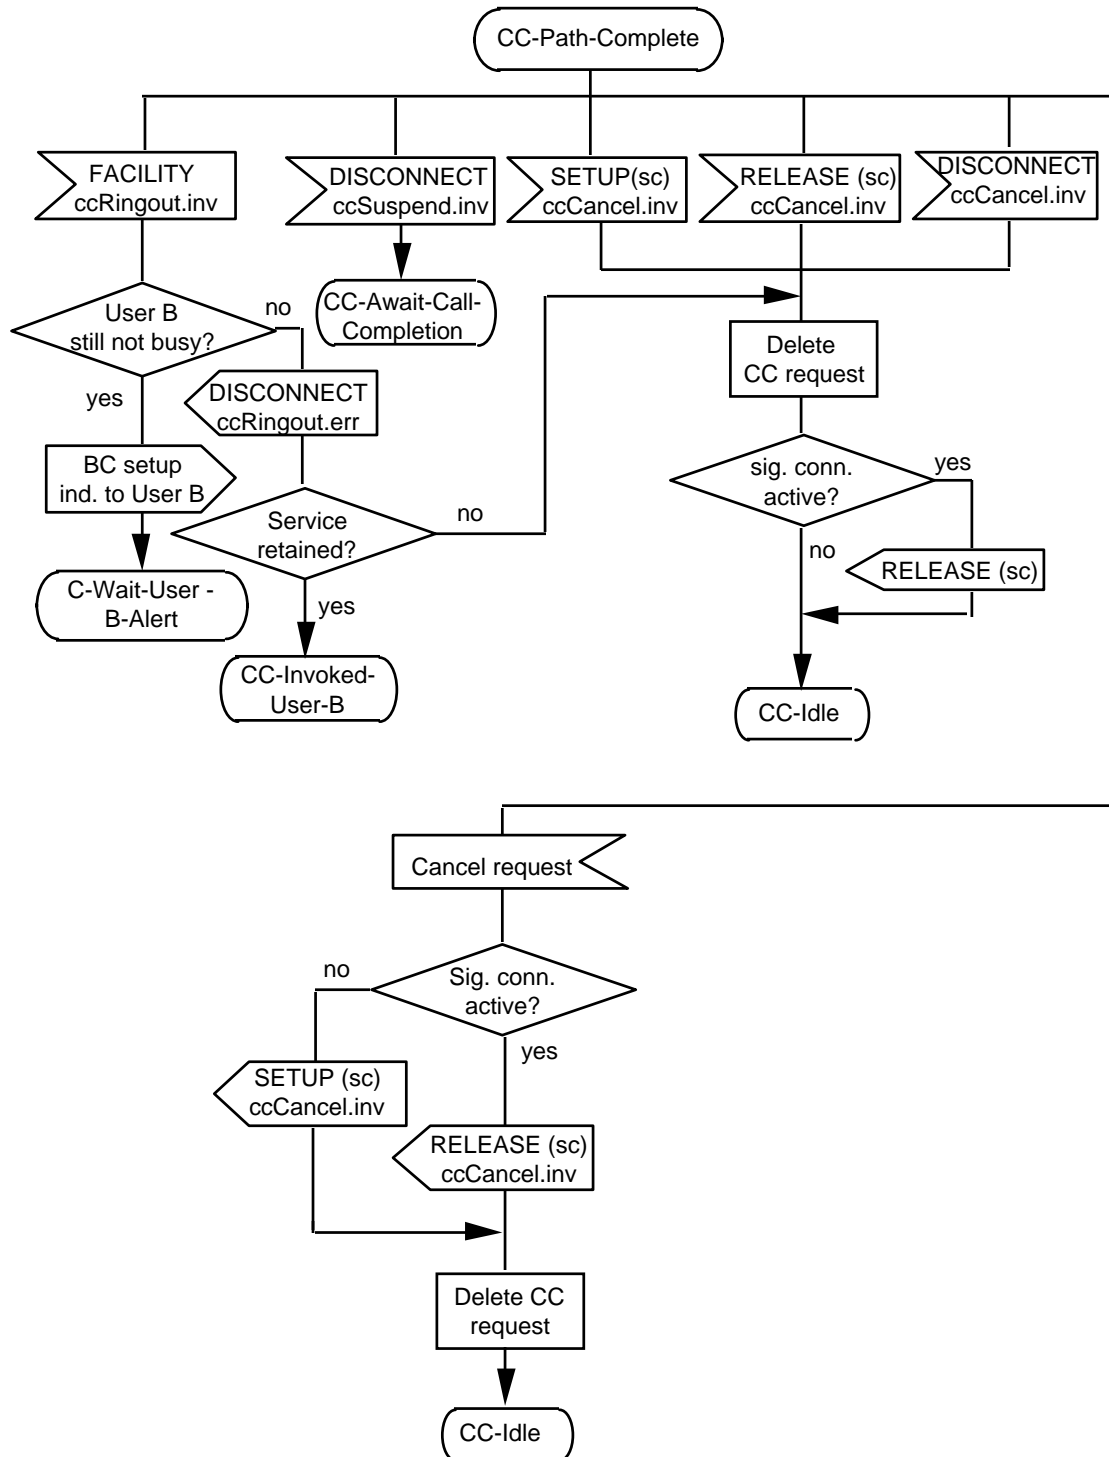 CC-Path-Complete
FACILITY
ccRingout.inv
DISCONNECT
ccSuspend.inv
SETUP(sc)
ccCancel.inv
RELEASE (sc)
ccCancel.inv
DISCONNECT
ccCancel.inv
User B
still not busy?
no
yes
CC-Await-Call-
Completion
DISCONNECT
ccRingout.err
Delete
CC request
BC setup
ind. to User B
Service
retained?
no
yes
sig. conn.
active?
yes
no
RELEASE (sc)
C-Wait-User -
B-Alert
CC-Invoked-
User-B
CC-Idle
Cancel request
Sig. conn.
active?
no
yes
SETUP (sc)
ccCancel.inv
RELEASE (sc)
ccCancel.inv
Delete CC
request
CC-Idle